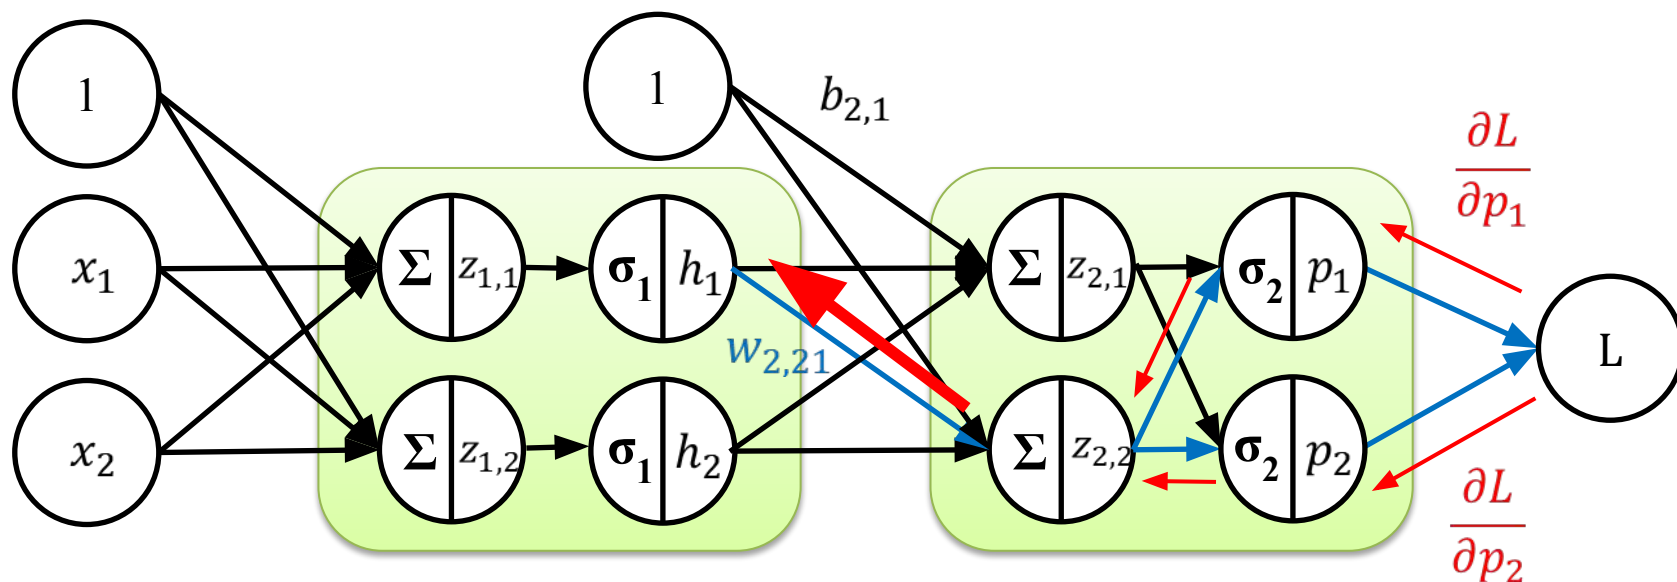 1
1
b₂,₁
∂L
∂p₁
x₁
Σ z₁,₁
σ₁ h₁
Σ z₂,₁
σ₂ p₁
w₂,₂₁
L
x₂
Σ z₁,₂
σ₁ h₂
Σ z₂,₂
σ₂ p₂
∂L
∂p₂